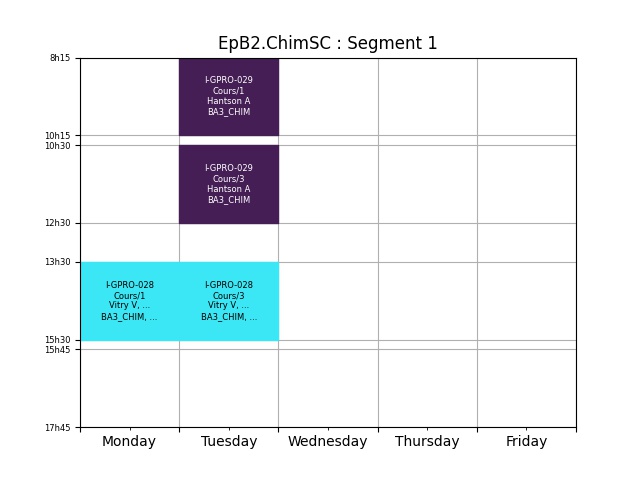 EpB2.ChimSC : Segment 1
8h15
I-GPRO-029
Cours/1
Hantson A
BA3_CHIM
10h15
10h30
I-GPRO-029
Cours/3
Hantson A
BA3_CHIM
12h30
13h30
I-GPRO-028
Cours/1
Vitry V, ...
BA3_CHIM, ...
I-GPRO-028
Cours/3
Vitry V, ...
BA3_CHIM, ...
15h30
15h45
17h45
Monday Tuesday Wednesday Thursday Friday